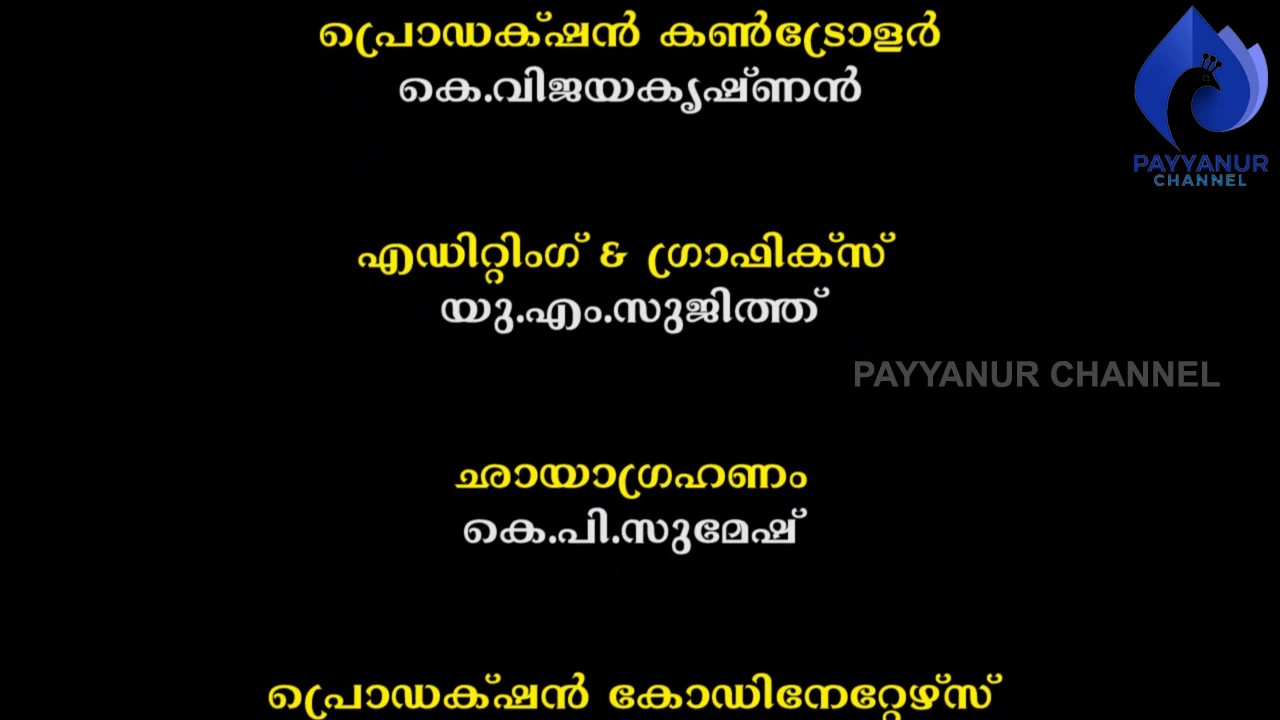 പ്രൊഡക്ഷൻ കൺട്രോളർ
കെ.വിജയകൃഷ്ണൻ
PAYYANUR
CHANNEL
എഡിറ്റിംഗ് & ഗ്രാഫിക്സ്
യു.എം.സുജിത്ത്
PAYYANUR CHANNEL
ഛായാഗ്രഹണം
കെ.പി.സുമേഷ്
പ്രൊഡക്ഷൻ കോഡിനേറ്റേഴ്സ്